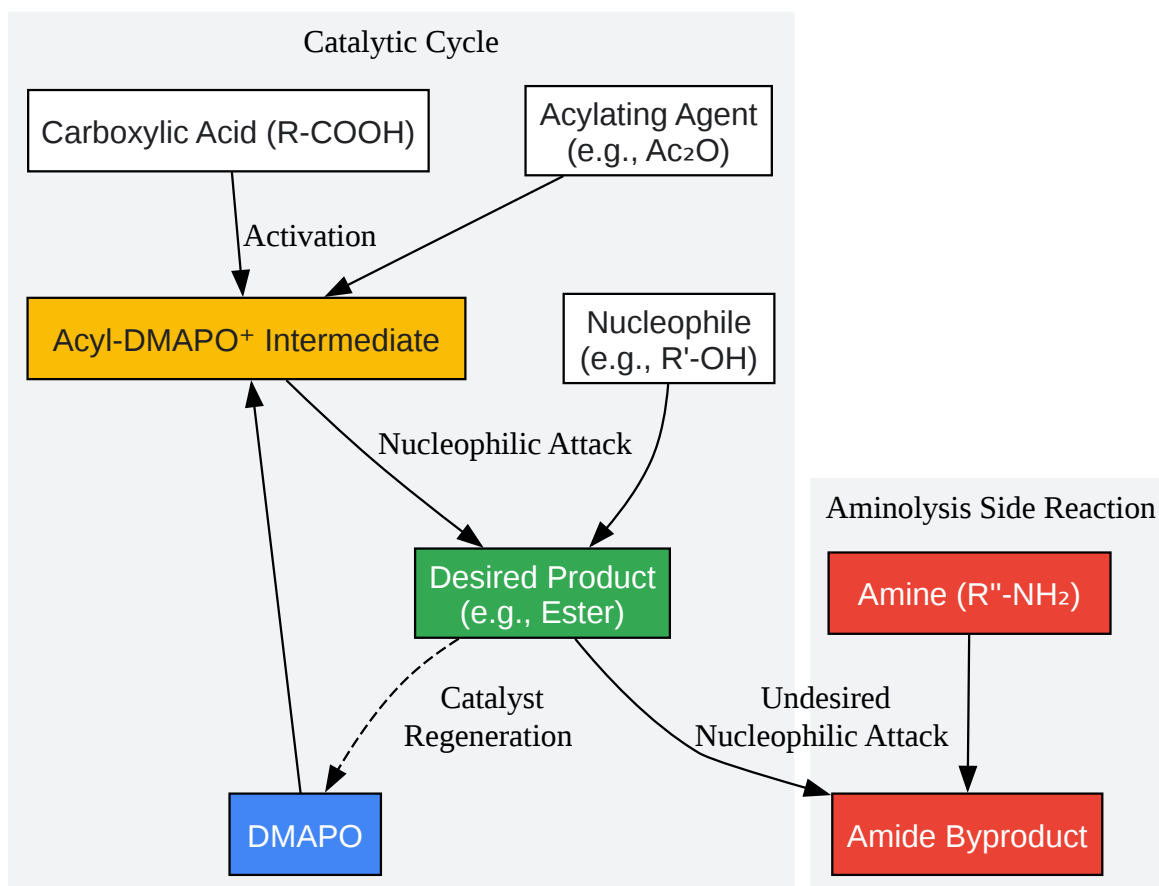 Catalytic Cycle
Carboxylic Acid (R-COOH)
Acylating Agent
(e.g., Ac₂O)
Activation
Acyl-DMAPO⁺ Intermediate
Nucleophile
(e.g., R'-OH)
Nucleophilic Attack
Aminolysis Side Reaction
Desired Product
(e.g., Ester)
Amine (R"-NH₂)
Catalyst
Regeneration
Undesired
Nucleophilic Attack
DMAPO
Amide Byproduct